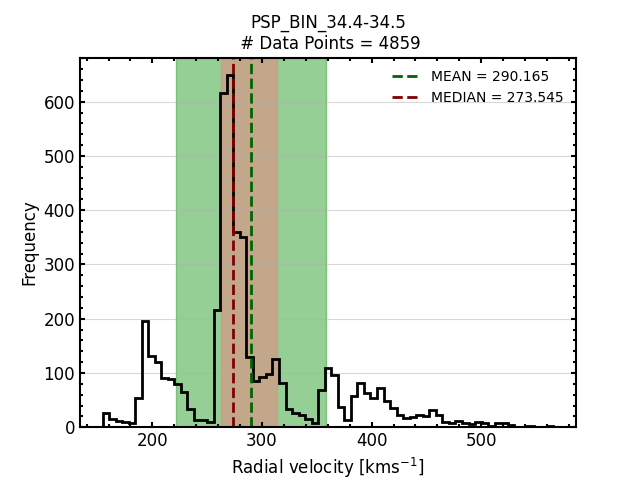 PSP_BIN_34.4-34.5
# Data Points = 4859
MEAN = 290.165
MEDIAN = 273.545
Frequency
600
500
400
300
200
100
0
200 300 400 500
Radial velocity [kms⁻¹]